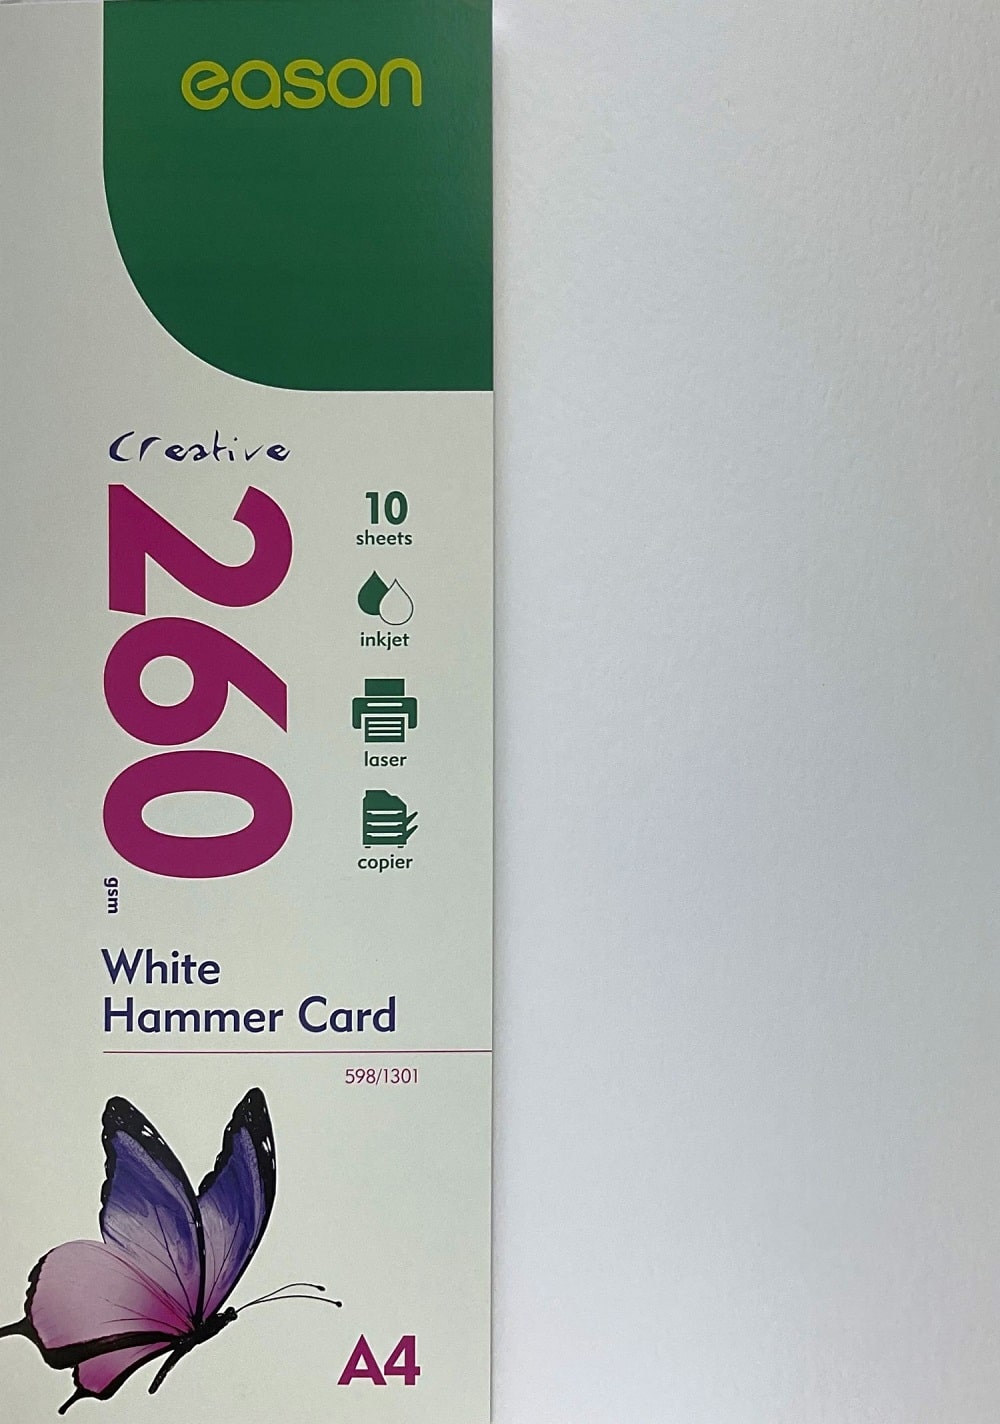 eason
Creative
260
gsm
10
sheets
inkjet
laser
copier
White
Hammer Card
598/1301
A4